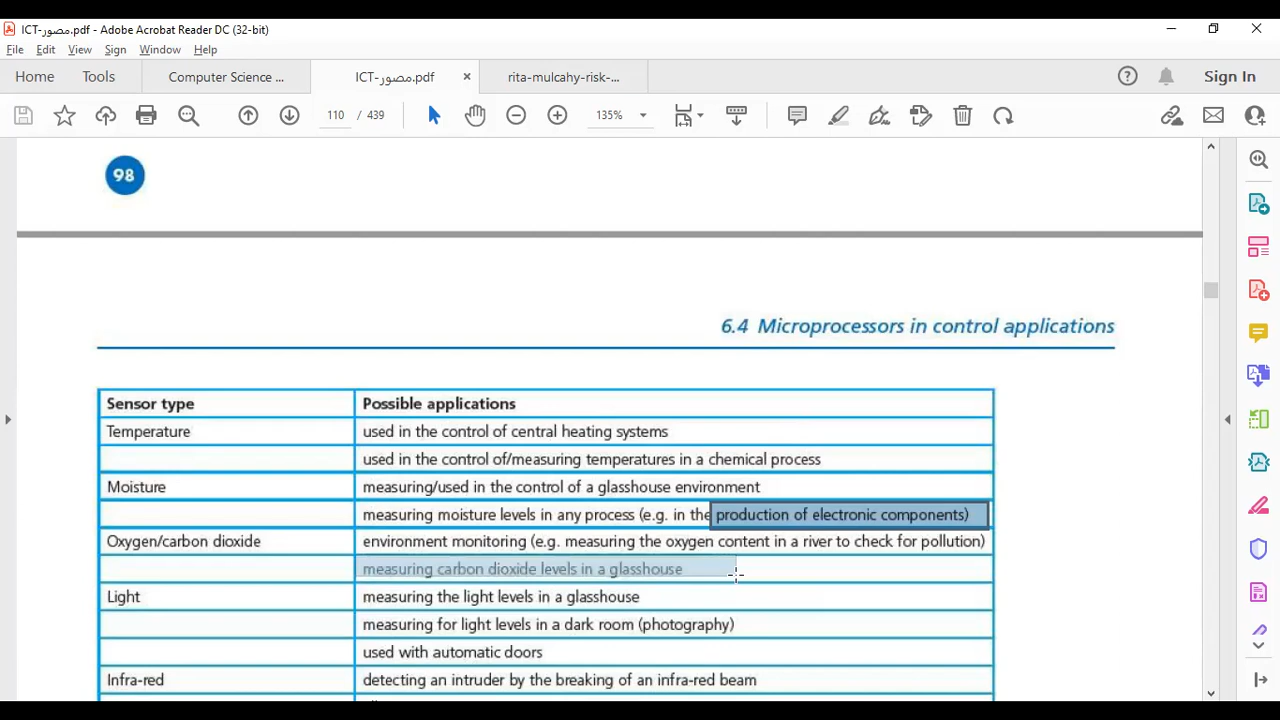 ICT-مصور.pdf - Adobe Acrobat Reader DC (32-bit)
File Edit View Sign Window Help
Home Tools Computer Science ... ICT-مصور.pdf × rita-mulcahy-risk-... Sign In
110 / 439 135%
98
6.4 Microprocessors in control applications
Sensor type Possible applications
Temperature used in the control of central heating systems
used in the control of/measuring temperatures in a chemical process
Moisture measuring/used in the control of a glasshouse environment
measuring moisture levels in any process (e.g. in the production of electronic components)
Oxygen/carbon dioxide environment monitoring (e.g. measuring the oxygen content in a river to check for pollution)
measuring carbon dioxide levels in a glasshouse
Light measuring the light levels in a glasshouse
measuring for light levels in a dark room (photography)
used with automatic doors
Infra-red detecting an intruder by the breaking of an infra-red beam